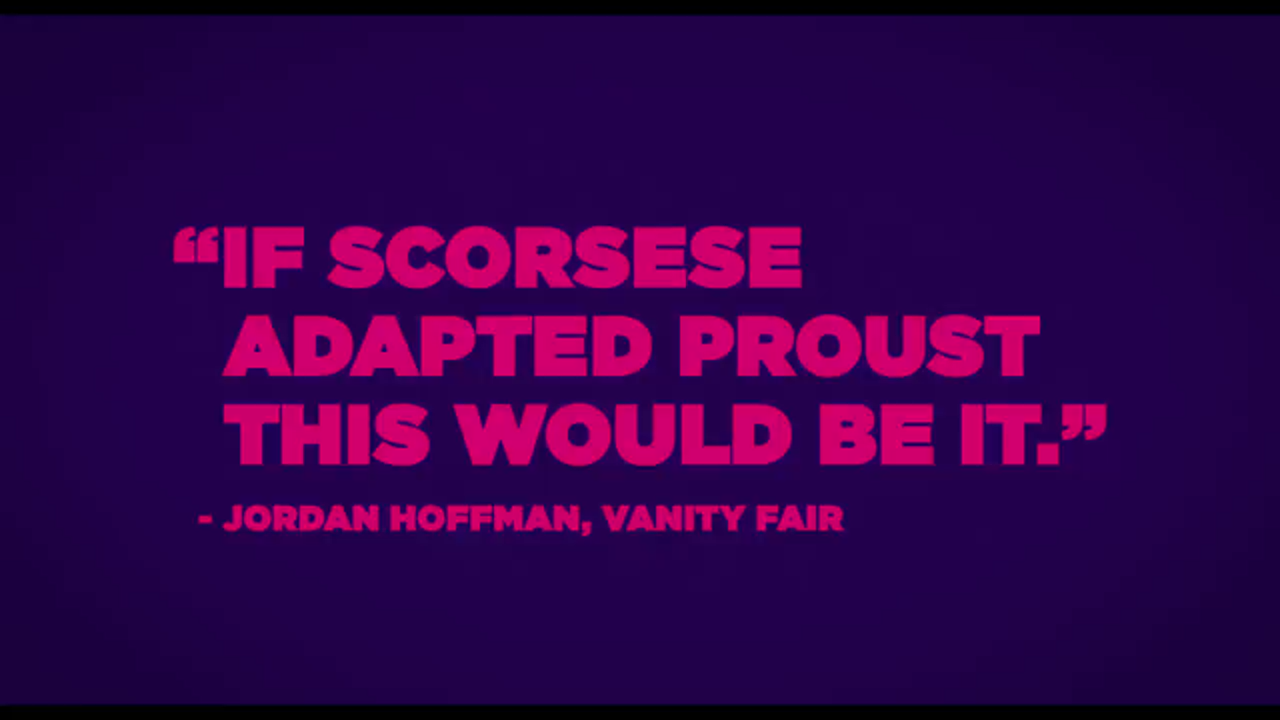 “IF SCORSESE
ADAPTED PROUST
THIS WOULD BE IT.”
- JORDAN HOFFMAN, VANITY FAIR